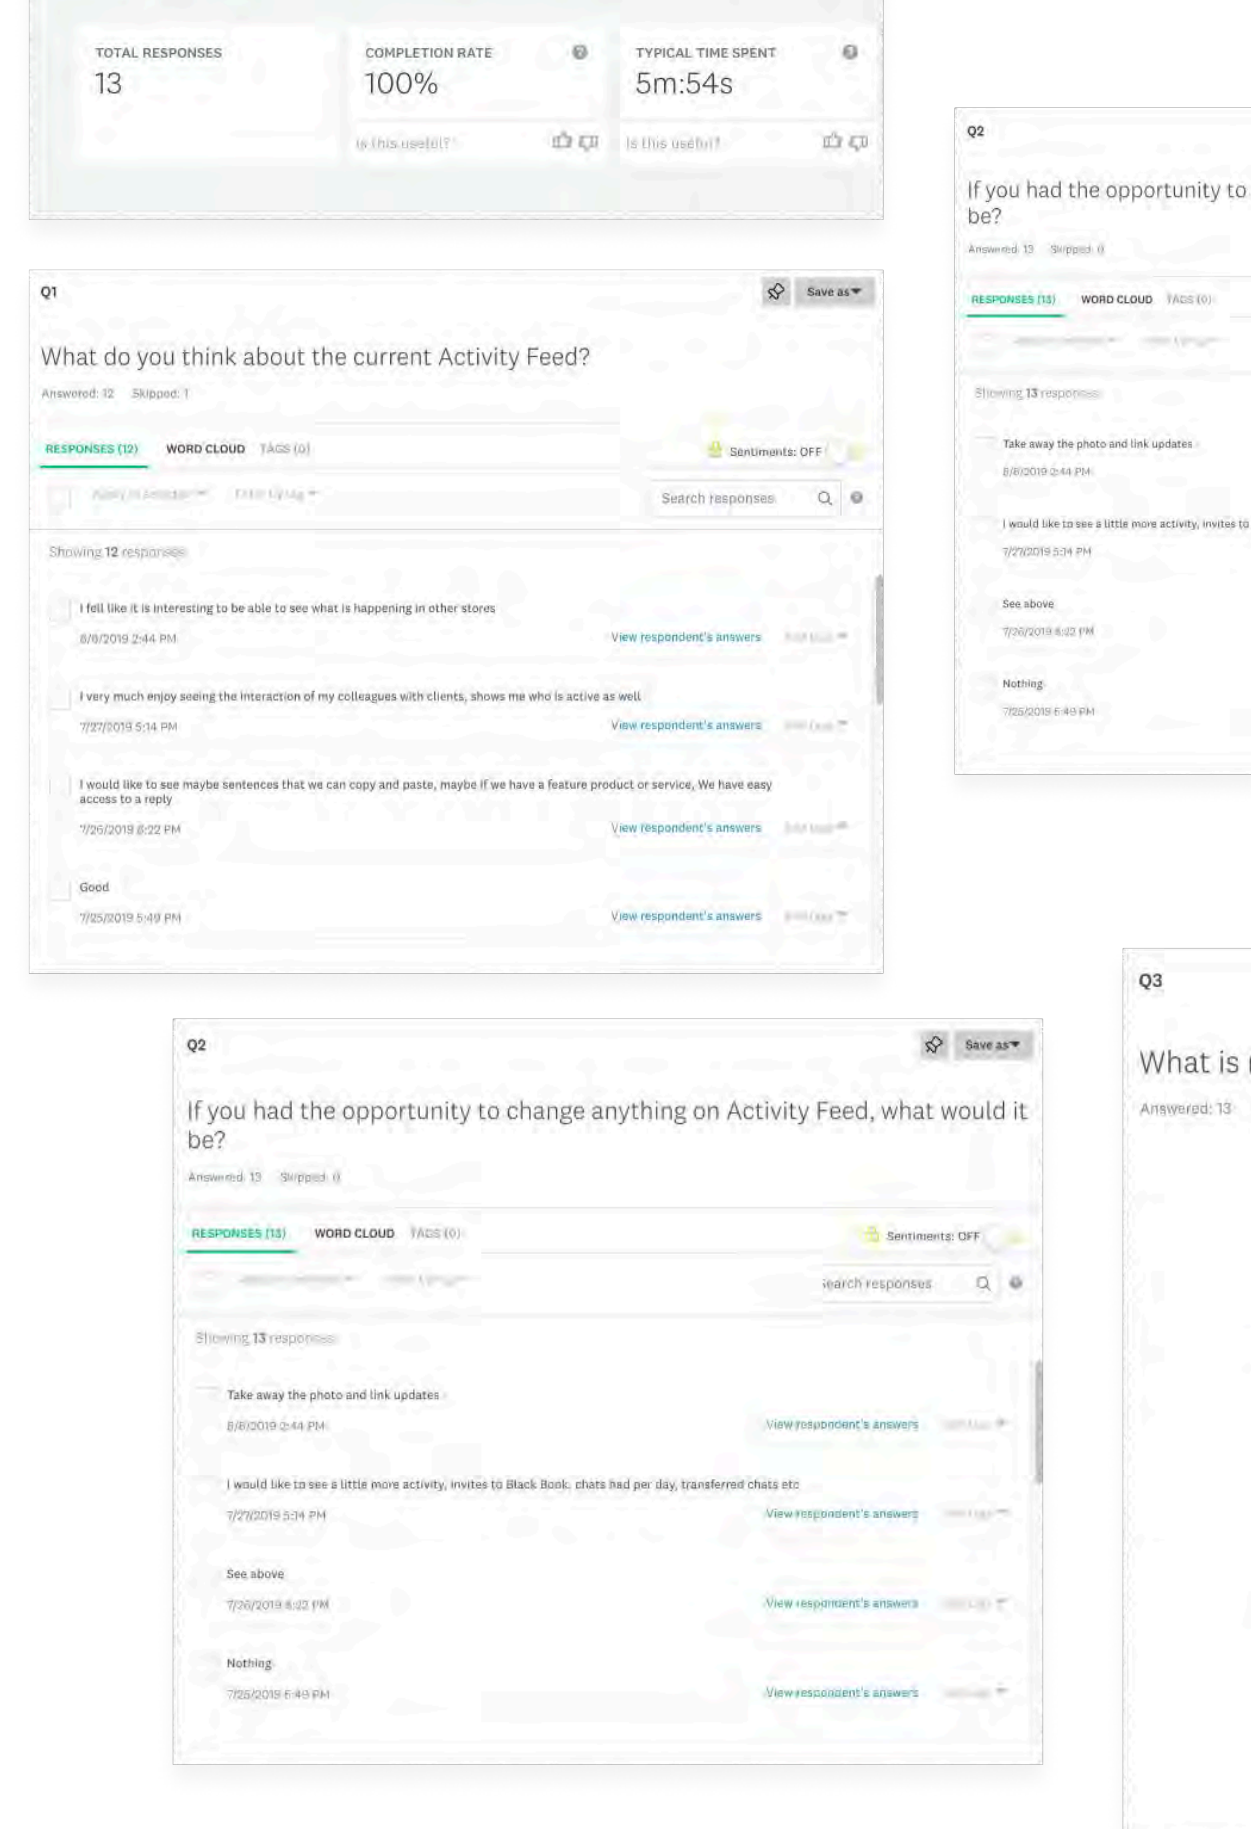 TOTAL RESPONSES
13
COMPLETION RATE
100%
Is this useful?
TYPICAL TIME SPENT
5m:54s
Is this useful?
Q2
If you had the opportunity to
be?
Answered: 13 Skipped: 0
RESPONSES (13) WORD CLOUD TAGS (0)
Showing 13 responses
Take away the photo and link updates
8/8/2019 2:44 PM
I would like to see a little more activity, invites to
7/27/2019 5:14 PM
See above
7/26/2019 6:22 PM
Nothing
7/25/2019 5:49 PM
Q1
Save as
What do you think about the current Activity Feed?
Answered: 12 Skipped: 1
RESPONSES (12) WORD CLOUD TAGS (0)
Sentiments: OFF
Search responses
Showing 12 responses
I fell like it is interesting to be able to see what is happening in other stores
8/8/2019 2:44 PM View respondent's answers
I very much enjoy seeing the interaction of my colleagues with clients, shows me who is active as well
7/27/2019 5:14 PM View respondent's answers
I would like to see maybe sentences that we can copy and paste, maybe if we have a feature product or service, We have easy
access to a reply
7/26/2019 6:22 PM View respondent's answers
Good
7/25/2019 5:49 PM View respondent's answers
Q2
Save as
If you had the opportunity to change anything on Activity Feed, what would it
be?
Answered: 13 Skipped: 0
RESPONSES (13) WORD CLOUD TAGS (0)
Sentiments: OFF
Search responses
Showing 13 responses
Take away the photo and link updates
8/8/2019 2:44 PM View respondent's answers
I would like to see a little more activity, invites to Black Book, chats had per day, transferred chats etc
7/27/2019 5:14 PM View respondent's answers
See above
7/26/2019 6:22 PM View respondent's answers
Nothing
7/25/2019 5:49 PM View respondent's answers
Q3
What is
Answered: 13